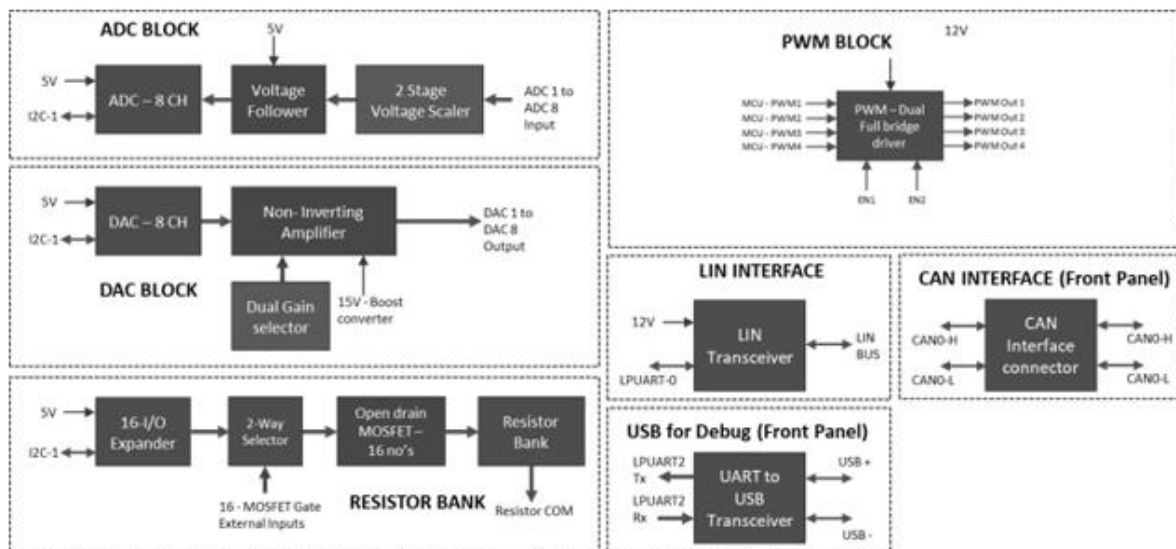 ADC BLOCK
5V
5V
I2C-1
ADC – 8 CH
Voltage
Follower
2 Stage
Voltage Scaler
ADC 1 to
ADC 8
Input
5V
I2C-1
DAC – 8 CH
Non- Inverting
Amplifier
DAC 1 to
DAC 8
Output
DAC BLOCK
Dual Gain
selector
15V - Boost
converter
5V
I2C-1
16-I/O
Expander
2-Way
Selector
Open drain
MOSFET –
16 no's
Resistor
Bank
16 - MOSFET Gate
External Inputs
RESISTOR BANK
Resistor COM
PWM BLOCK
12V
MCU - PWM1
MCU - PWM2
MCU - PWM3
MCU - PWM4
PWM – Dual
Full bridge
driver
PWM Out 1
PWM Out 2
PWM Out 3
PWM Out 4
EN1
EN2
LIN INTERFACE
12V
LPUART-0
LIN
Transceiver
LIN
BUS
CAN INTERFACE (Front Panel)
CAN0-H
CAN0-L
CAN
Interface
connector
CAN0-H
CAN0-L
USB for Debug (Front Panel)
LPUART2
Tx
LPUART2
Rx
UART to
USB
Transceiver
USB +
USB -